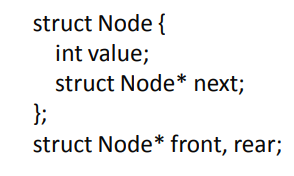 struct Node {
int value;
struct Node* next;
};
struct Node* front, rear;